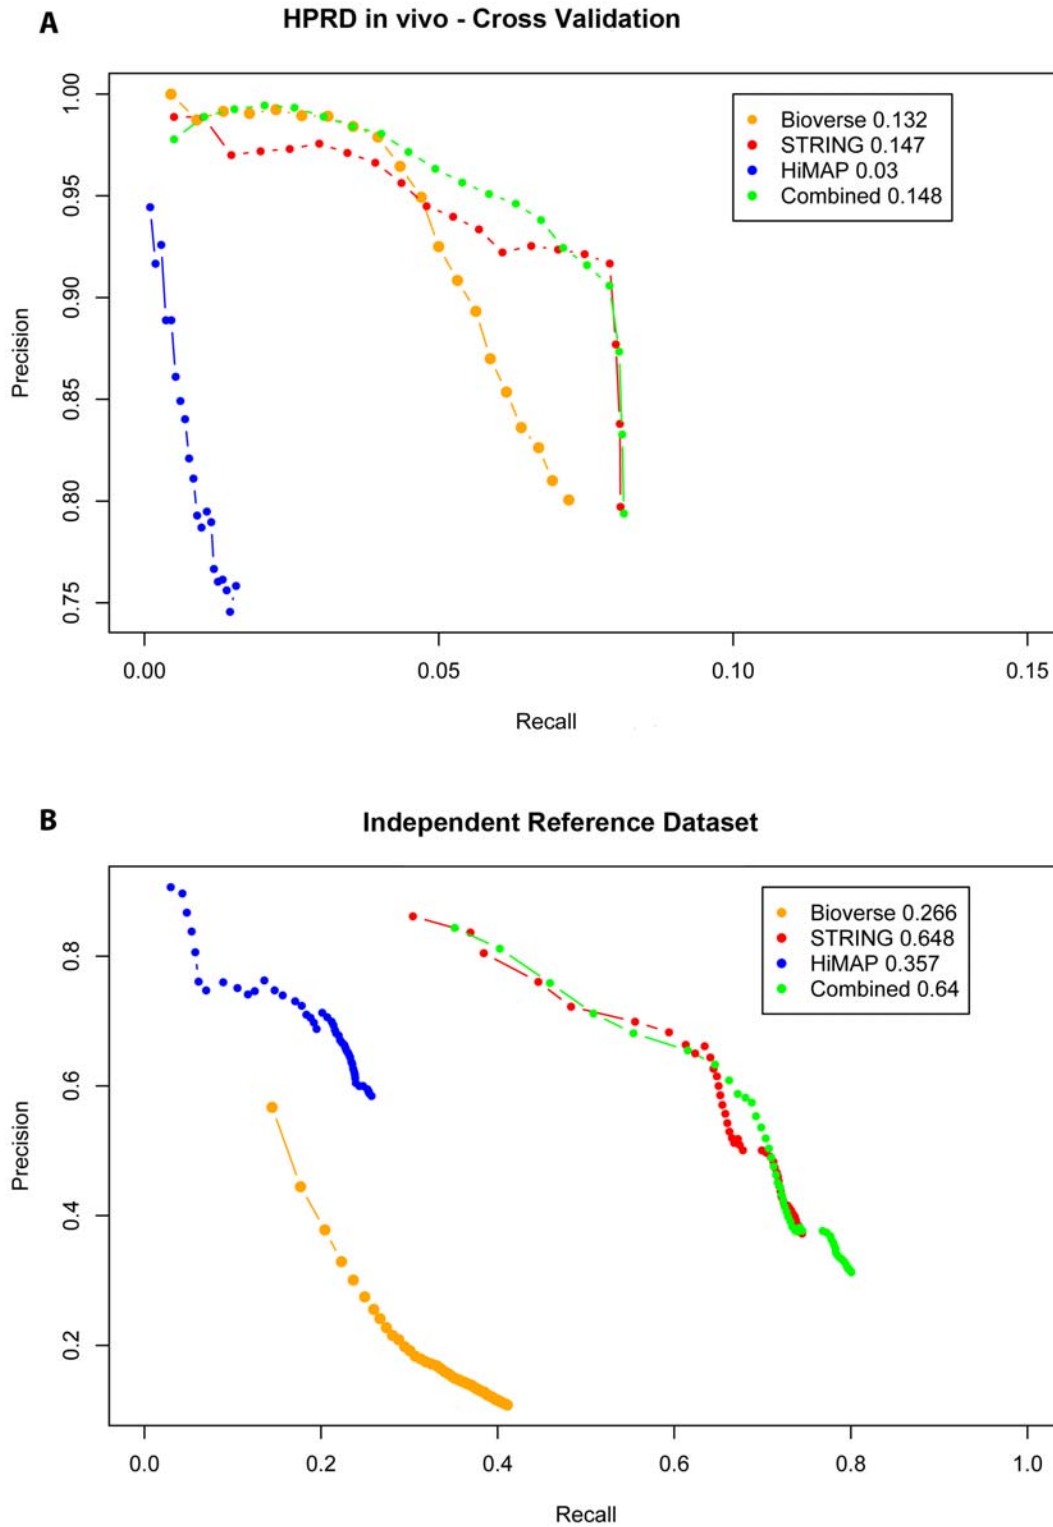 A
HPRD in vivo - Cross Validation
1.00
0.95
0.90
0.85
0.80
0.75
Precision
Bioverse 0.132
STRING 0.147
HiMAP 0.03
Combined 0.148
0.00 0.05 0.10 0.15
Recall
B
Independent Reference Dataset
0.8
0.6
0.4
0.2
Precision
Bioverse 0.266
STRING 0.648
HiMAP 0.357
Combined 0.64
0.0 0.2 0.4 0.6 0.8 1.0
Recall